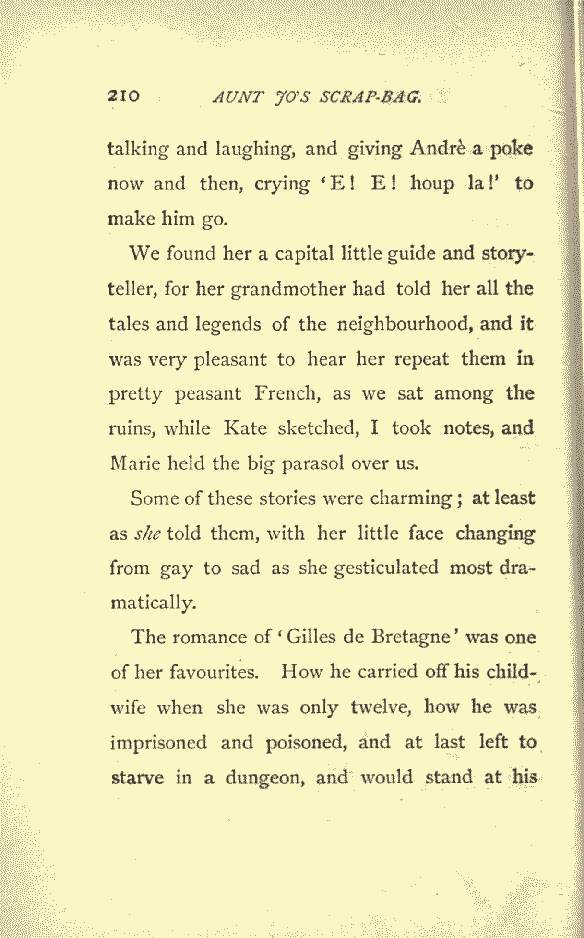 210 AUNT JO'S SCRAP-BAG.
talking and laughing, and giving Andrè a poke
now and then, crying ‘E! E! houp la!’ to
make him go.
We found her a capital little guide and story-
teller, for her grandmother had told her all the
tales and legends of the neighbourhood, and it
was very pleasant to hear her repeat them in
pretty peasant French, as we sat among the
ruins, while Kate sketched, I took notes, and
Marie held the big parasol over us.
Some of these stories were charming; at least
as she told them, with her little face changing
from gay to sad as she gesticulated most dra-
matically.
The romance of ‘Gilles de Bretagne’ was one
of her favourites. How he carried off his child-
wife when she was only twelve, how he was
imprisoned and poisoned, and at last left to
starve in a dungeon, and would stand at his